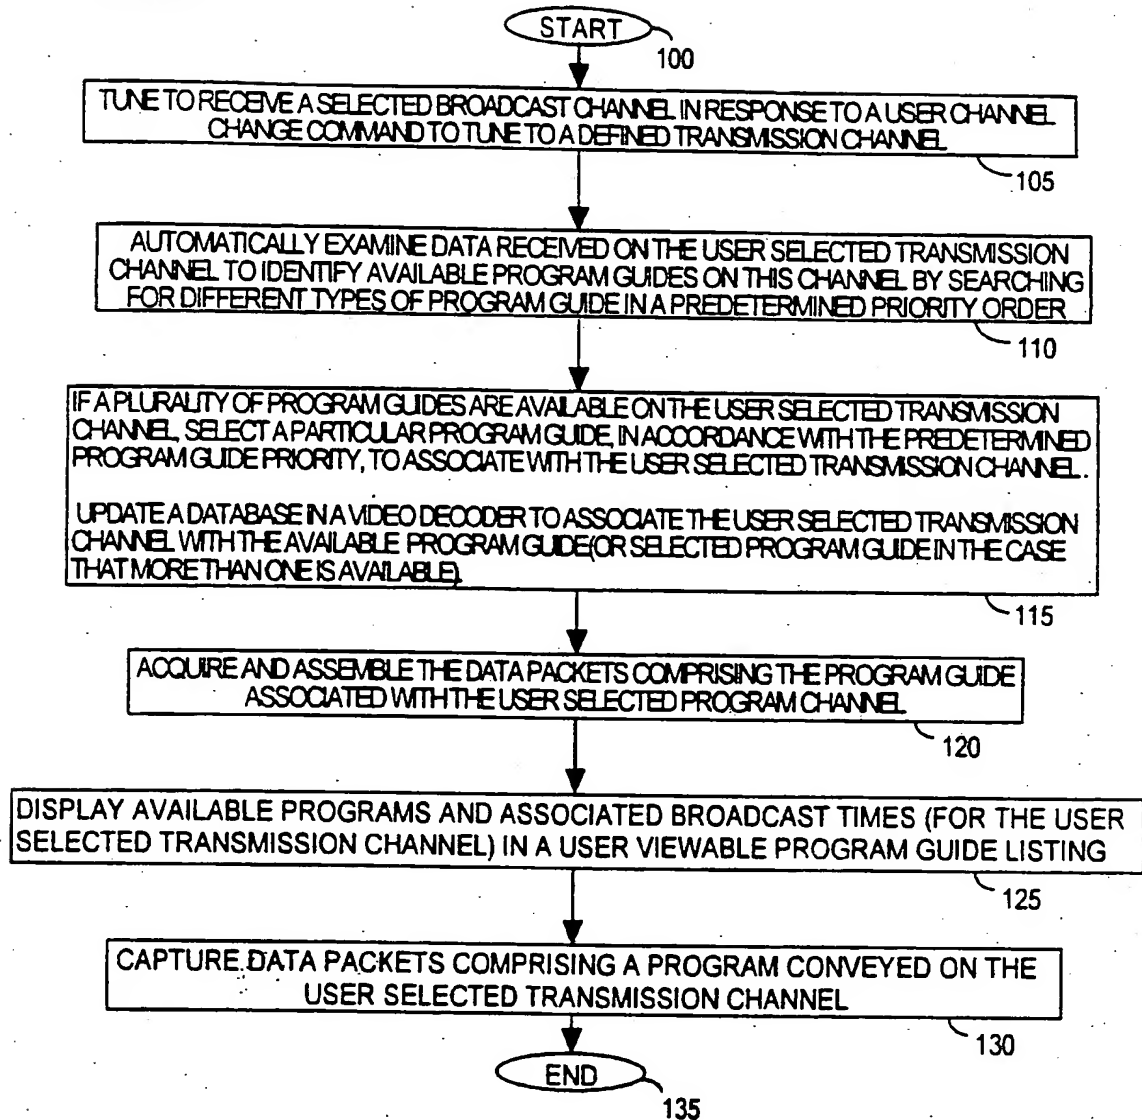 START
100
TUNE TO RECEIVE A SELECTED BROADCAST CHANNEL IN RESPONSE TO A USER CHANNEL
CHANGE COMMAND TO TUNE TO A DEFINED TRANSMISSION CHANNEL
105
AUTOMATICALLY EXAMINE DATA RECEIVED ON THE USER SELECTED TRANSMISSION
CHANNEL TO IDENTIFY AVAILABLE PROGRAM GUIDES ON THIS CHANNEL BY SEARCHING
FOR DIFFERENT TYPES OF PROGRAM GUIDE IN A PREDETERMINED PRIORITY ORDER
110
IF A PLURALITY OF PROGRAM GUIDES ARE AVAILABLE ON THE USER SELECTED TRANSMISSION
CHANNEL, SELECT A PARTICULAR PROGRAM GUIDE, IN ACCORDANCE WITH THE PREDETERMINED
PROGRAM GUIDE PRIORITY, TO ASSOCIATE WITH THE USER SELECTED TRANSMISSION CHANNEL.
UPDATE A DATABASE IN A VIDEO DECODER TO ASSOCIATE THE USER SELECTED TRANSMISSION
CHANNEL WITH THE AVAILABLE PROGRAM GUIDE (OR SELECTED PROGRAM GUIDE IN THE CASE
THAT MORE THAN ONE IS AVAILABLE).
115
ACQUIRE AND ASSEMBLE THE DATA PACKETS COMPRISING THE PROGRAM GUIDE
ASSOCIATED WITH THE USER SELECTED PROGRAM CHANNEL
120
DISPLAY AVAILABLE PROGRAMS AND ASSOCIATED BROADCAST TIMES (FOR THE USER
SELECTED TRANSMISSION CHANNEL) IN A USER VIEWABLE PROGRAM GUIDE LISTING
125
CAPTURE DATA PACKETS COMPRISING A PROGRAM CONVEYED ON THE
USER SELECTED TRANSMISSION CHANNEL
130
END
135